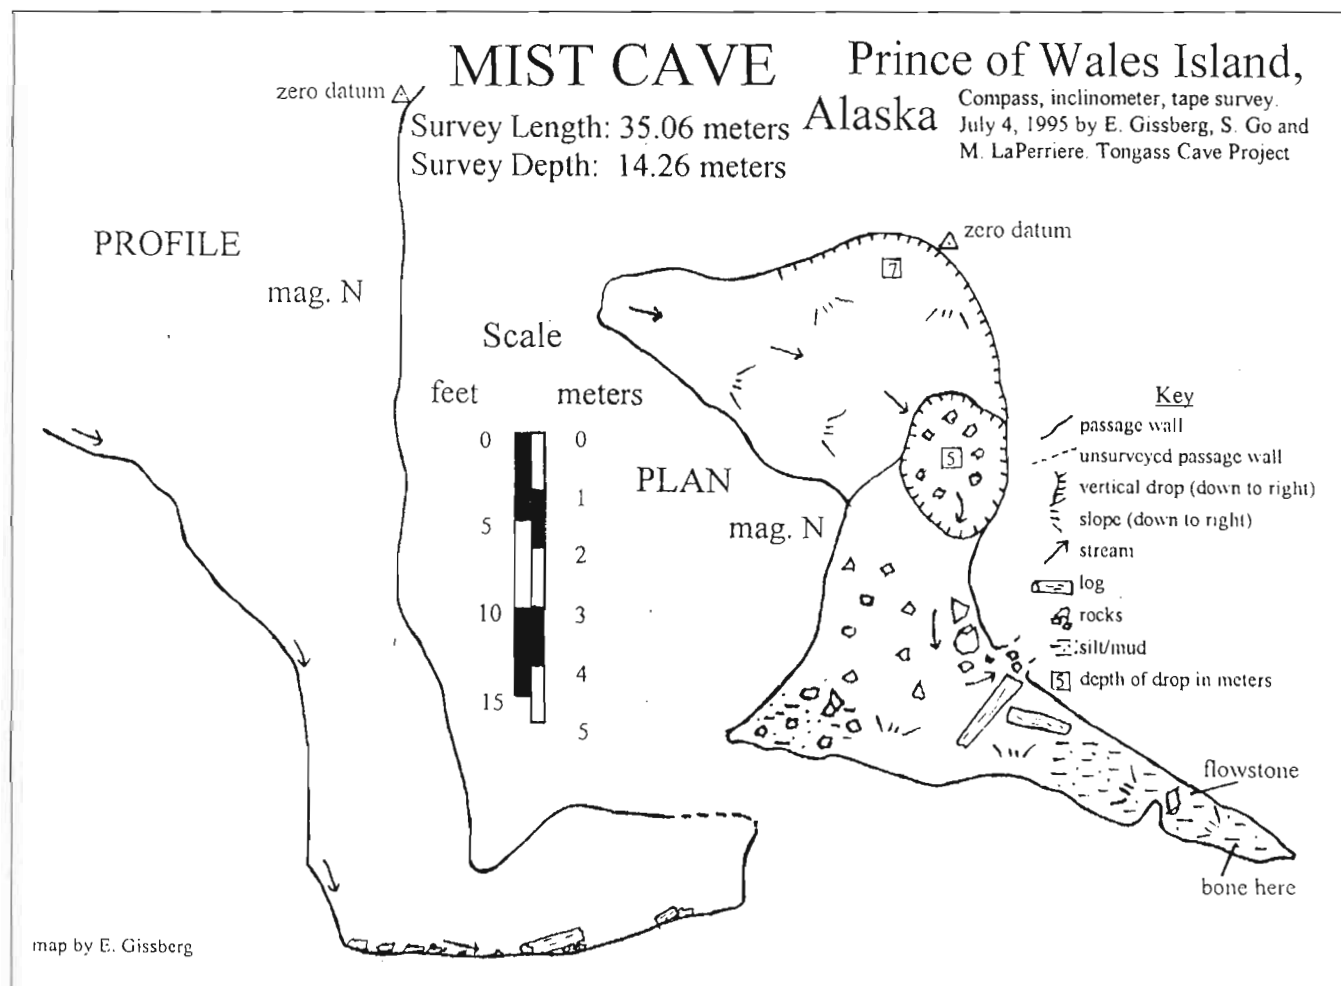 MIST CAVE
Prince of Wales Island,
Alaska
Compass, inclinometer, tape survey.
July 4, 1995 by E. Gissberg, S. Go and
M. LaPerriere. Tongass Cave Project
zero datum
Survey Length: 35.06 meters
Survey Depth: 14.26 meters
PROFILE
mag. N
zero datum
7
Scale
feet
meters
0
0
1
5
2
10
3
4
15
5
PLAN
mag. N
5
Key
passage wall
unsurveyed passage wall
vertical drop (down to right)
slope (down to right)
stream
log
rocks
silt/mud
5 depth of drop in meters
flowstone
bone here
map by E. Gissberg